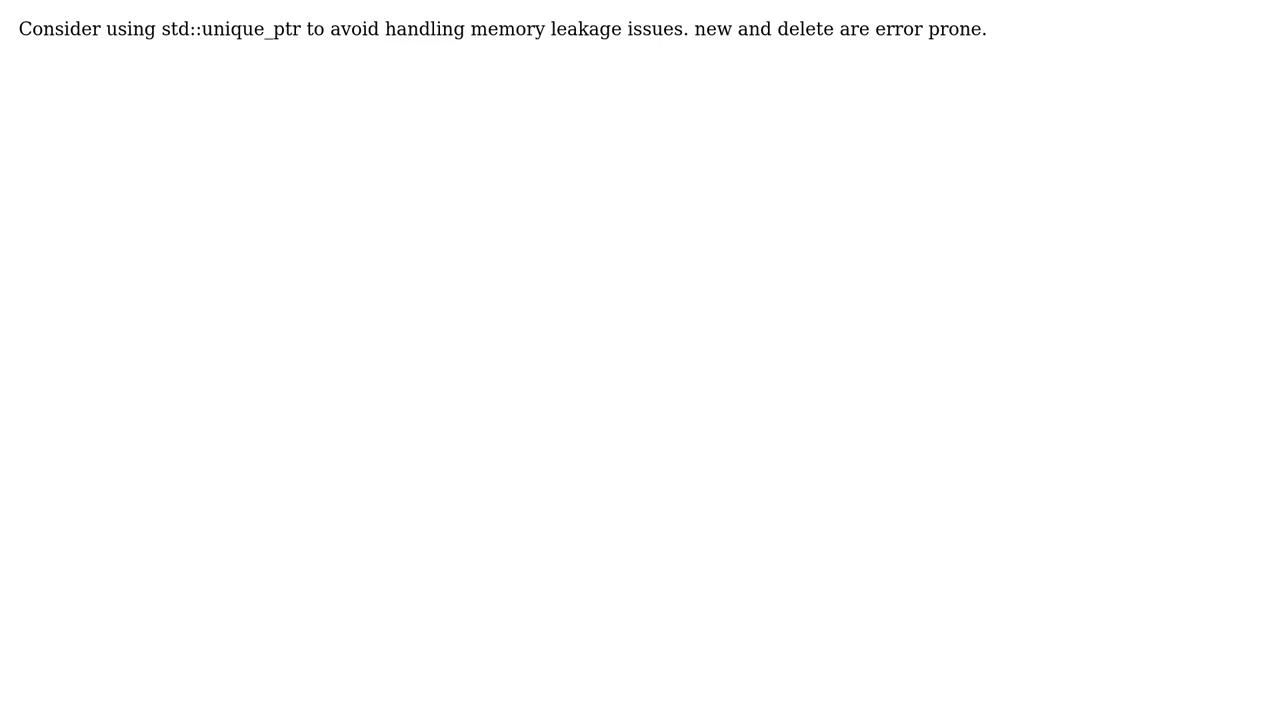 Consider using std::unique_ptr to avoid handling memory leakage issues. new and delete are error prone.